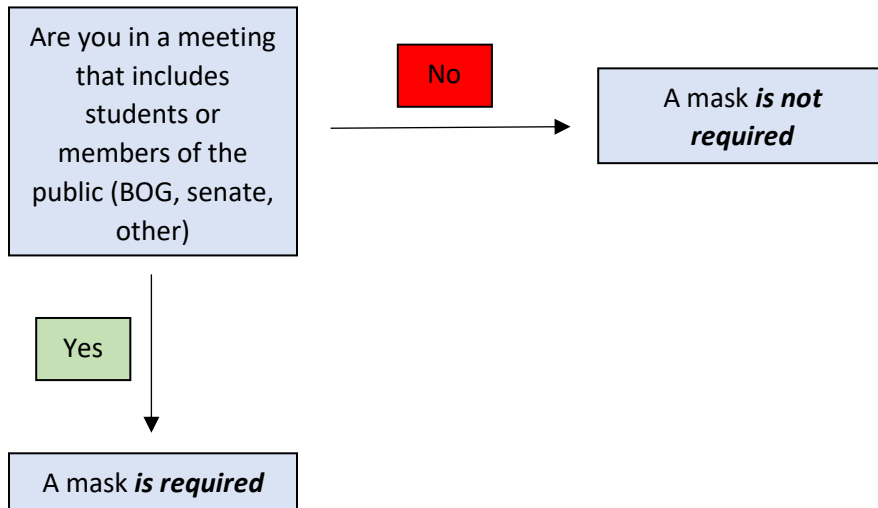 Are you in a meeting
that includes
students or
members of the
public (BOG, senate,
other)
No
A mask is not
required
Yes
A mask is required